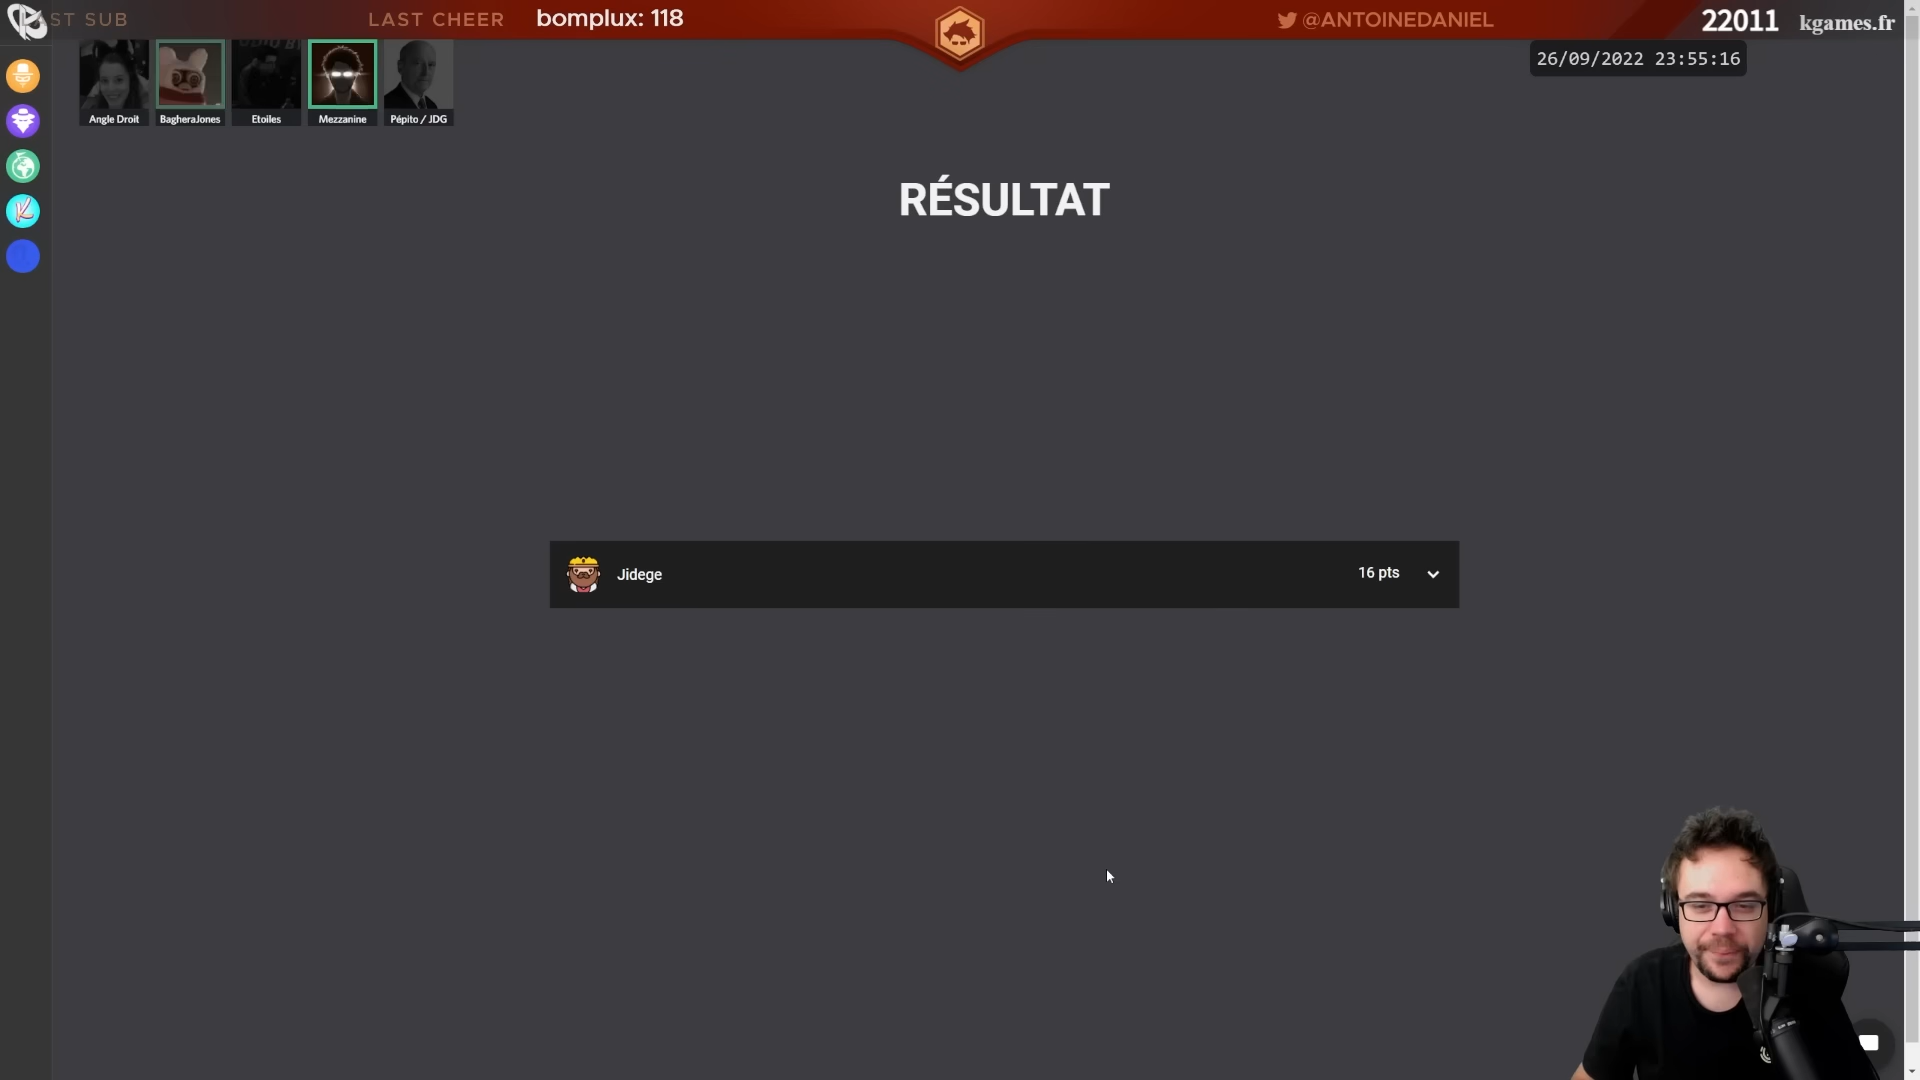 ST SUB
LAST CHEER
bomplux: 118
@ANTOINEDANIEL
22011
kgames.fr
26/09/2022 23:55:16
Angle Droit
BagheraJones
Etoiles
Mezzanine
Pépito / JDG
RÉSULTAT
Jidege
16 pts